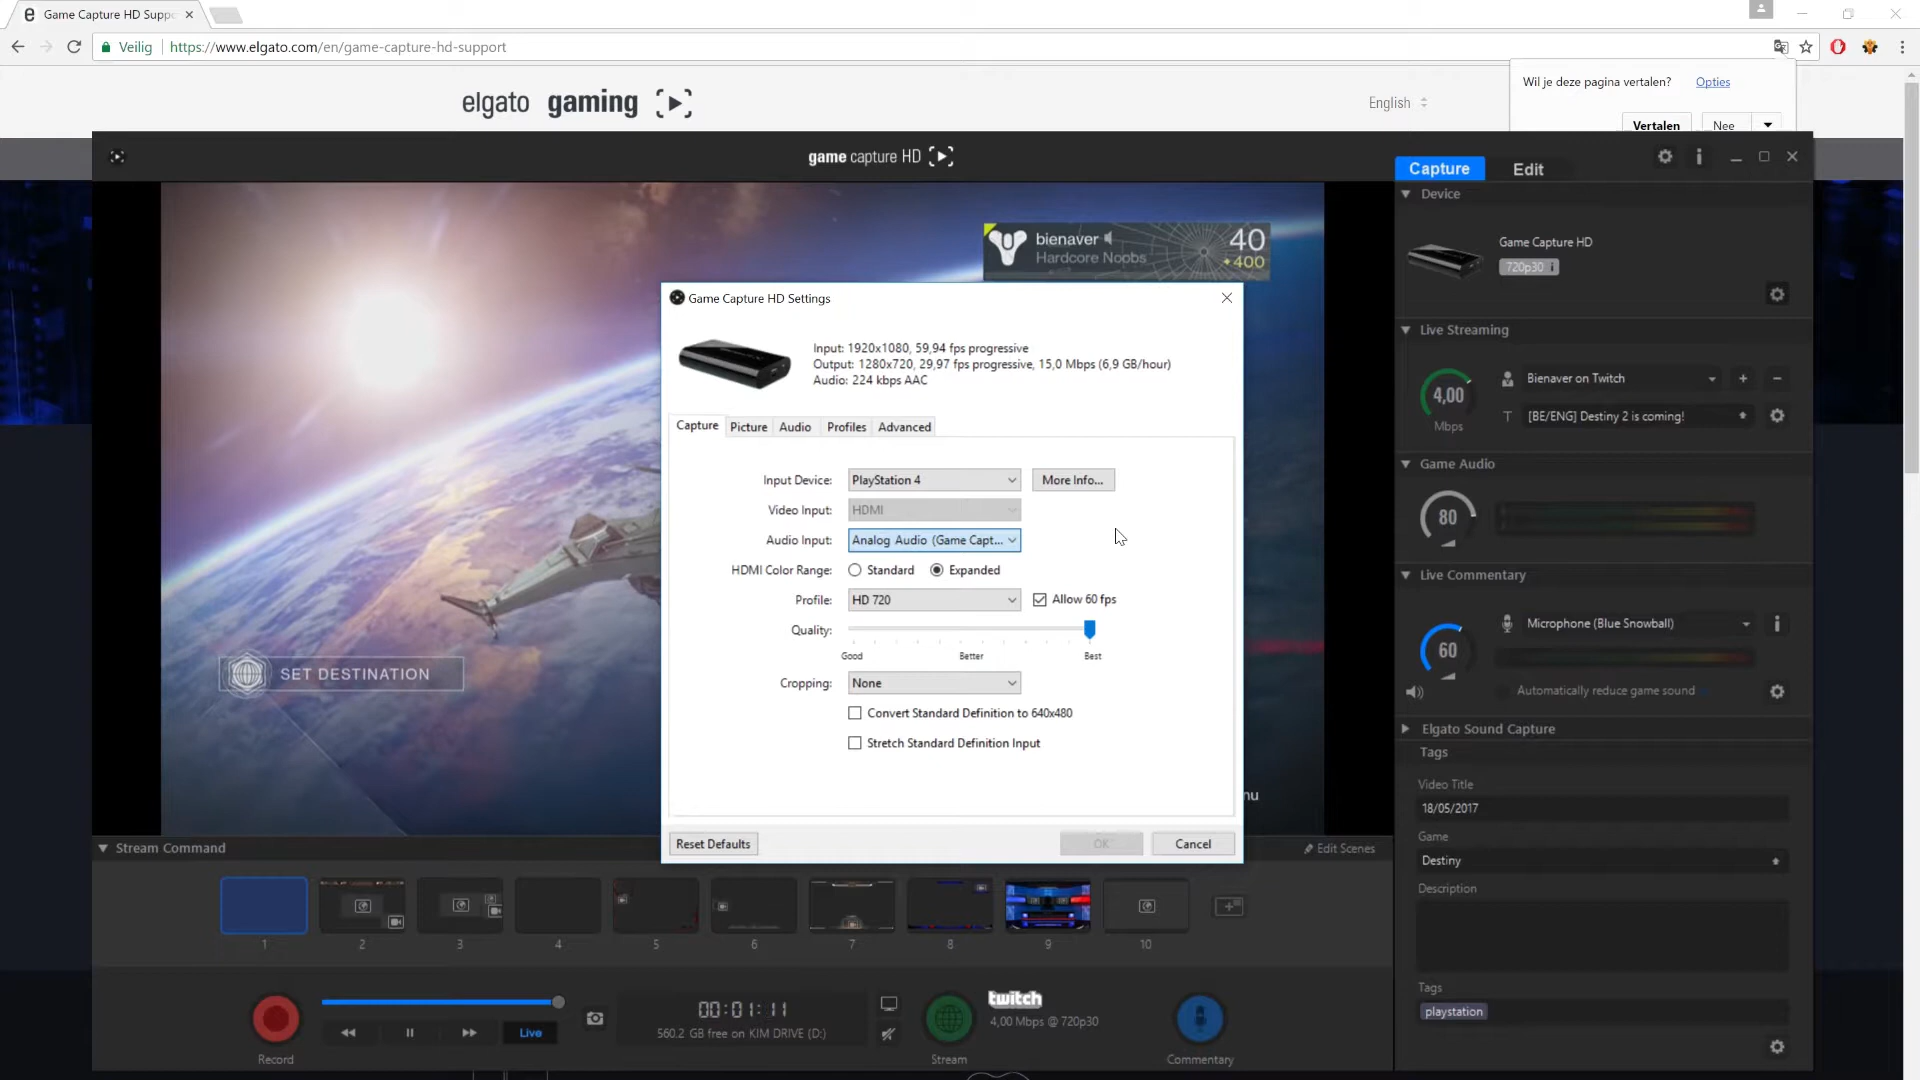 Game Capture HD Suppo
Veilig
https://www.elgato.com/en/game-capture-hd-support
Wil je deze pagina vertalen? Opties
Vertalen Nee
elgato gaming
English
game capture HD
Capture Edit
bienaver 40
Hardcore Noobs +400
SET DESTINATION
nu
Game Capture HD Settings
Input: 1920x1080, 59,94 fps progressive
Output: 1280x720, 29,97 fps progressive, 15,0 Mbps (6,9 GB/hour)
Audio: 224 kbps AAC
Capture Picture Audio Profiles Advanced
Input Device: PlayStation 4 More Info...
Video Input: HDMI
Audio Input: Analog Audio (Game Capt...
HDMI Color Range: Standard Expanded
Profile: HD 720 Allow 60 fps
Quality:
Good Better Best
Cropping: None
Convert Standard Definition to 640x480
Stretch Standard Definition Input
Reset Defaults OK Cancel
Device
Game Capture HD
720p30 i
Live Streaming
4,00
Mbps
Bienaver on Twitch
[BE/ENG] Destiny 2 is coming!
Game Audio
80
Live Commentary
60
Microphone (Blue Snowball)
Automatically reduce game sound
Elgato Sound Capture
Tags
Video Title
18/05/2017
Game
Destiny
Description
Tags
playstation
Stream Command Edit Scenes
1 2 3 4 5 6 7 8 9 10
Record
Live
00:01:11
560.2 GB free on KIM DRIVE (D:)
Stream
twitch
4,00 Mbps @ 720p30
Commentary